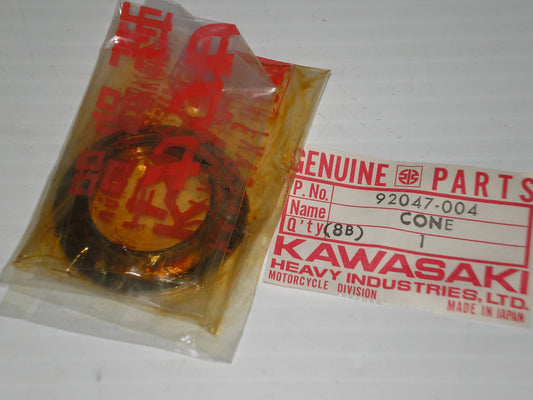 GENUINE PARTS
P.No. 92047-004
Name CONE
Q'ty (8B) 1
KAWASAKI
HEAVY INDUSTRIES, LTD.
MOTORCYCLE DIVISION
MADE IN JAPAN